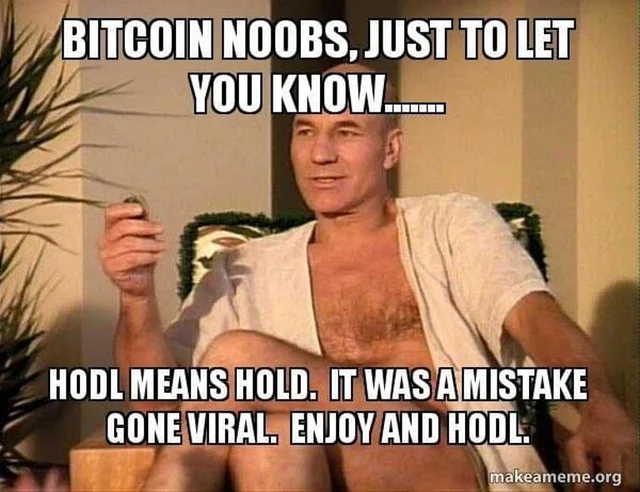 BITCOIN NOOBS, JUST TO LET
YOU KNOW.......
HODL MEANS HOLD. IT WAS A MISTAKE
GONE VIRAL. ENJOY AND HODL.
makeameme.org